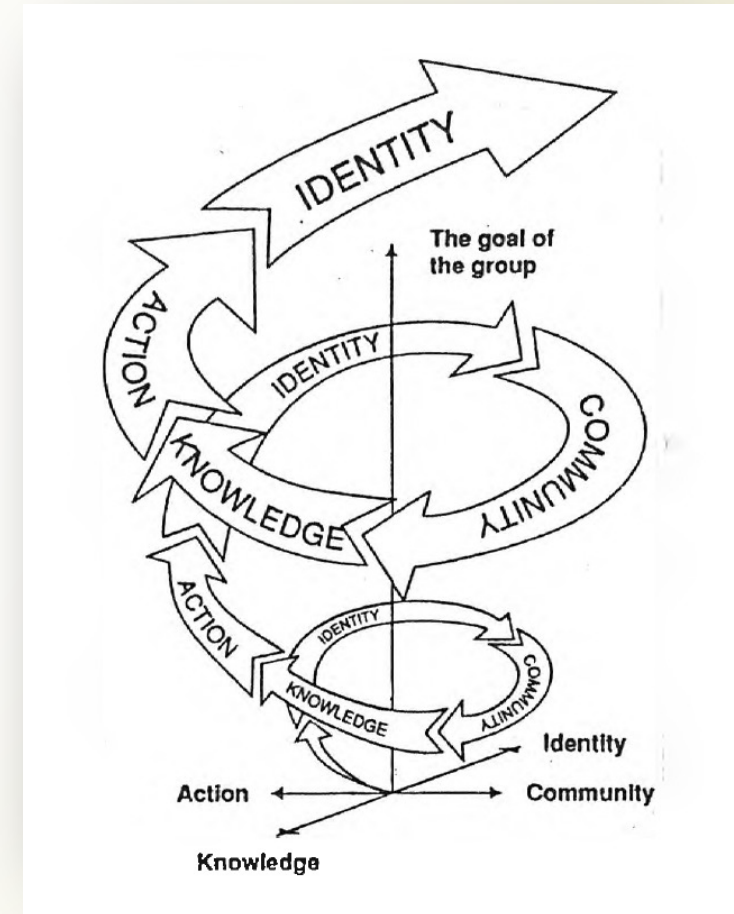 IDENTITY
The goal of
the group
ACTION
IDENTITY
COMMUNITY
KNOWLEDGE
ACTION
IDENTITY
COMMUNITY
KNOWLEDGE
Identity
Action
Community
Knowledge